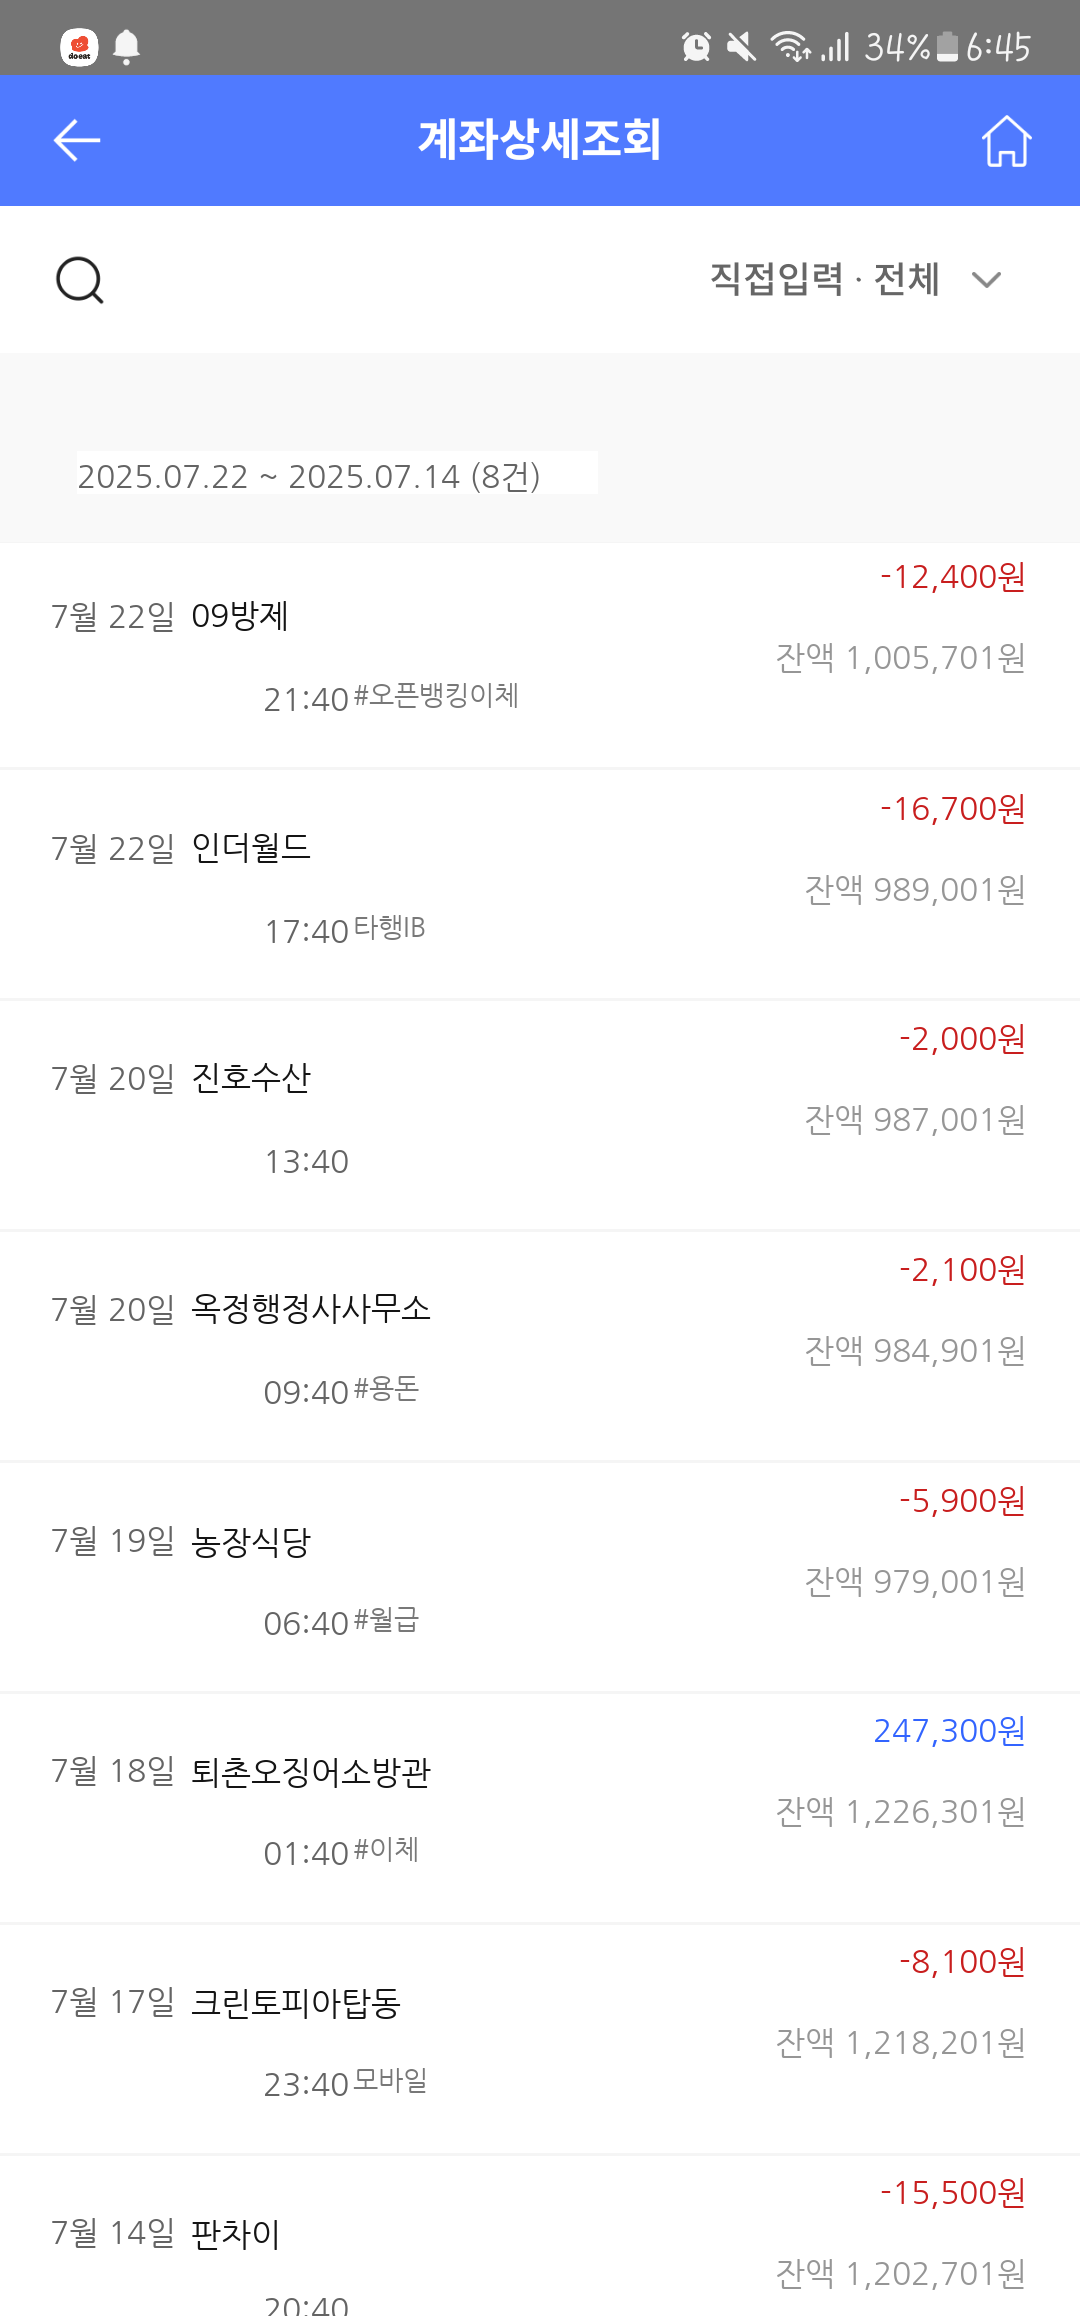 doeat
34% 6:45
계좌상세조회
직접입력 · 전체
2025.07.22 ~ 2025.07.14 (8건)
-12,400원
7월 22일 09방제
잔액 1,005,701원
21:40 #오픈뱅킹이체
-16,700원
7월 22일 인더월드
잔액 989,001원
17:40 타행IB
-2,000원
7월 20일 진호수산
잔액 987,001원
13:40
-2,100원
7월 20일 옥정행정사사무소
잔액 984,901원
09:40 #용돈
-5,900원
7월 19일 농장식당
잔액 979,001원
06:40 #월급
247,300원
7월 18일 퇴촌오징어소방관
잔액 1,226,301원
01:40 #이체
-8,100원
7월 17일 크린토피아탑동
잔액 1,218,201원
23:40 모바일
-15,500원
7월 14일 판차이
잔액 1,202,701원
20:40